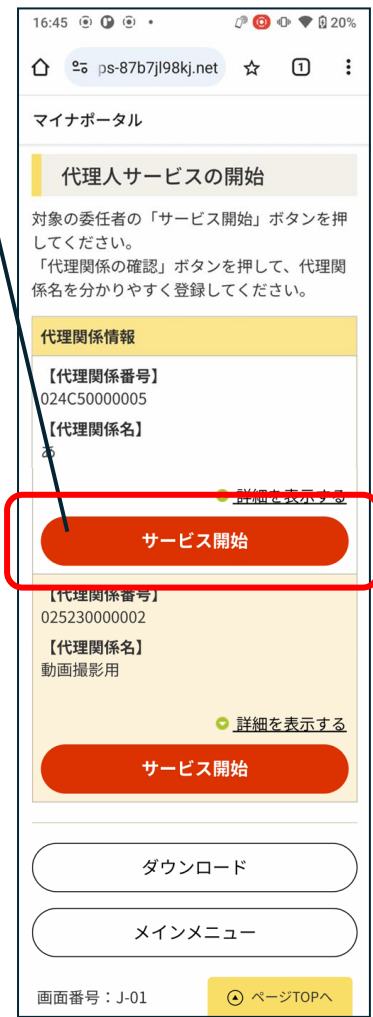 16:45
20%
ps-87b7jl98kj.net
1
マイナポータル
代理人サービスの開始
対象の委任者の「サービス開始」ボタンを押
してください。
「代理関係の確認」ボタンを押して、代理関
係名を分かりやすく登録してください。
代理関係情報
【代理関係番号】
024C50000005
【代理関係名】
あ
詳細を表示する
サービス開始
【代理関係番号】
025230000002
【代理関係名】
動画撮影用
詳細を表示する
サービス開始
ダウンロード
メインメニュー
画面番号：J-01
ページTOPへ